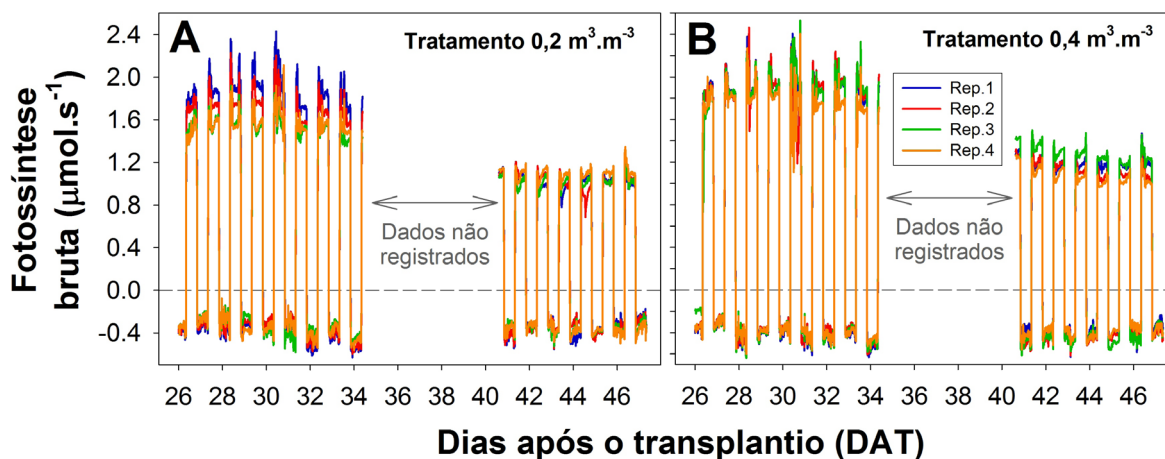 Fotossíntese
bruta (μmol.s⁻¹)
2.4
2.0
1.6
1.2
0.8
0.4
0.0
-0.4
A
Tratamento 0,2 m³.m⁻³
Dados não
registrados
26 28 30 32 34 36 38 40 42 44 46
B
Tratamento 0,4 m³.m⁻³
Rep.1
Rep.2
Rep.3
Rep.4
Dados não
registrados
26 28 30 32 34 36 38 40 42 44 46
Dias após o transplantio (DAT)